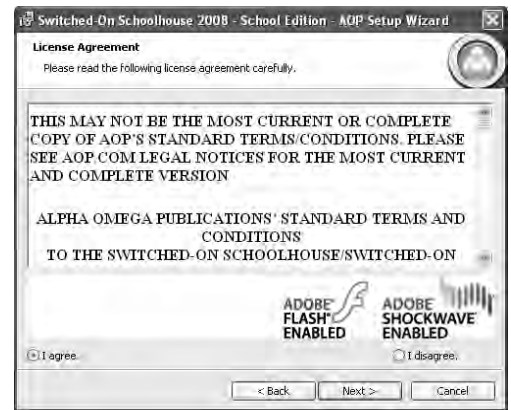 Switched-On Schoolhouse 2008 - School Edition - AOP Setup Wizard
License Agreement
Please read the following license agreement carefully.
THIS MAY NOT BE THE MOST CURRENT OR COMPLETE
COPY OF AOP'S STANDARD TERMS/CONDITIONS. PLEASE
SEE AOP.COM LEGAL NOTICES FOR THE MOST CURRENT
AND COMPLETE VERSION
ALPHA OMEGA PUBLICATIONS' STANDARD TERMS AND
CONDITIONS
TO THE SWITCHED-ON SCHOOLHOUSE/SWITCHED-ON
ADOBE® FLASH® ENABLED
ADOBE® SHOCKWAVE® ENABLED
I agree.
I disagree.
< Back
Next >
Cancel